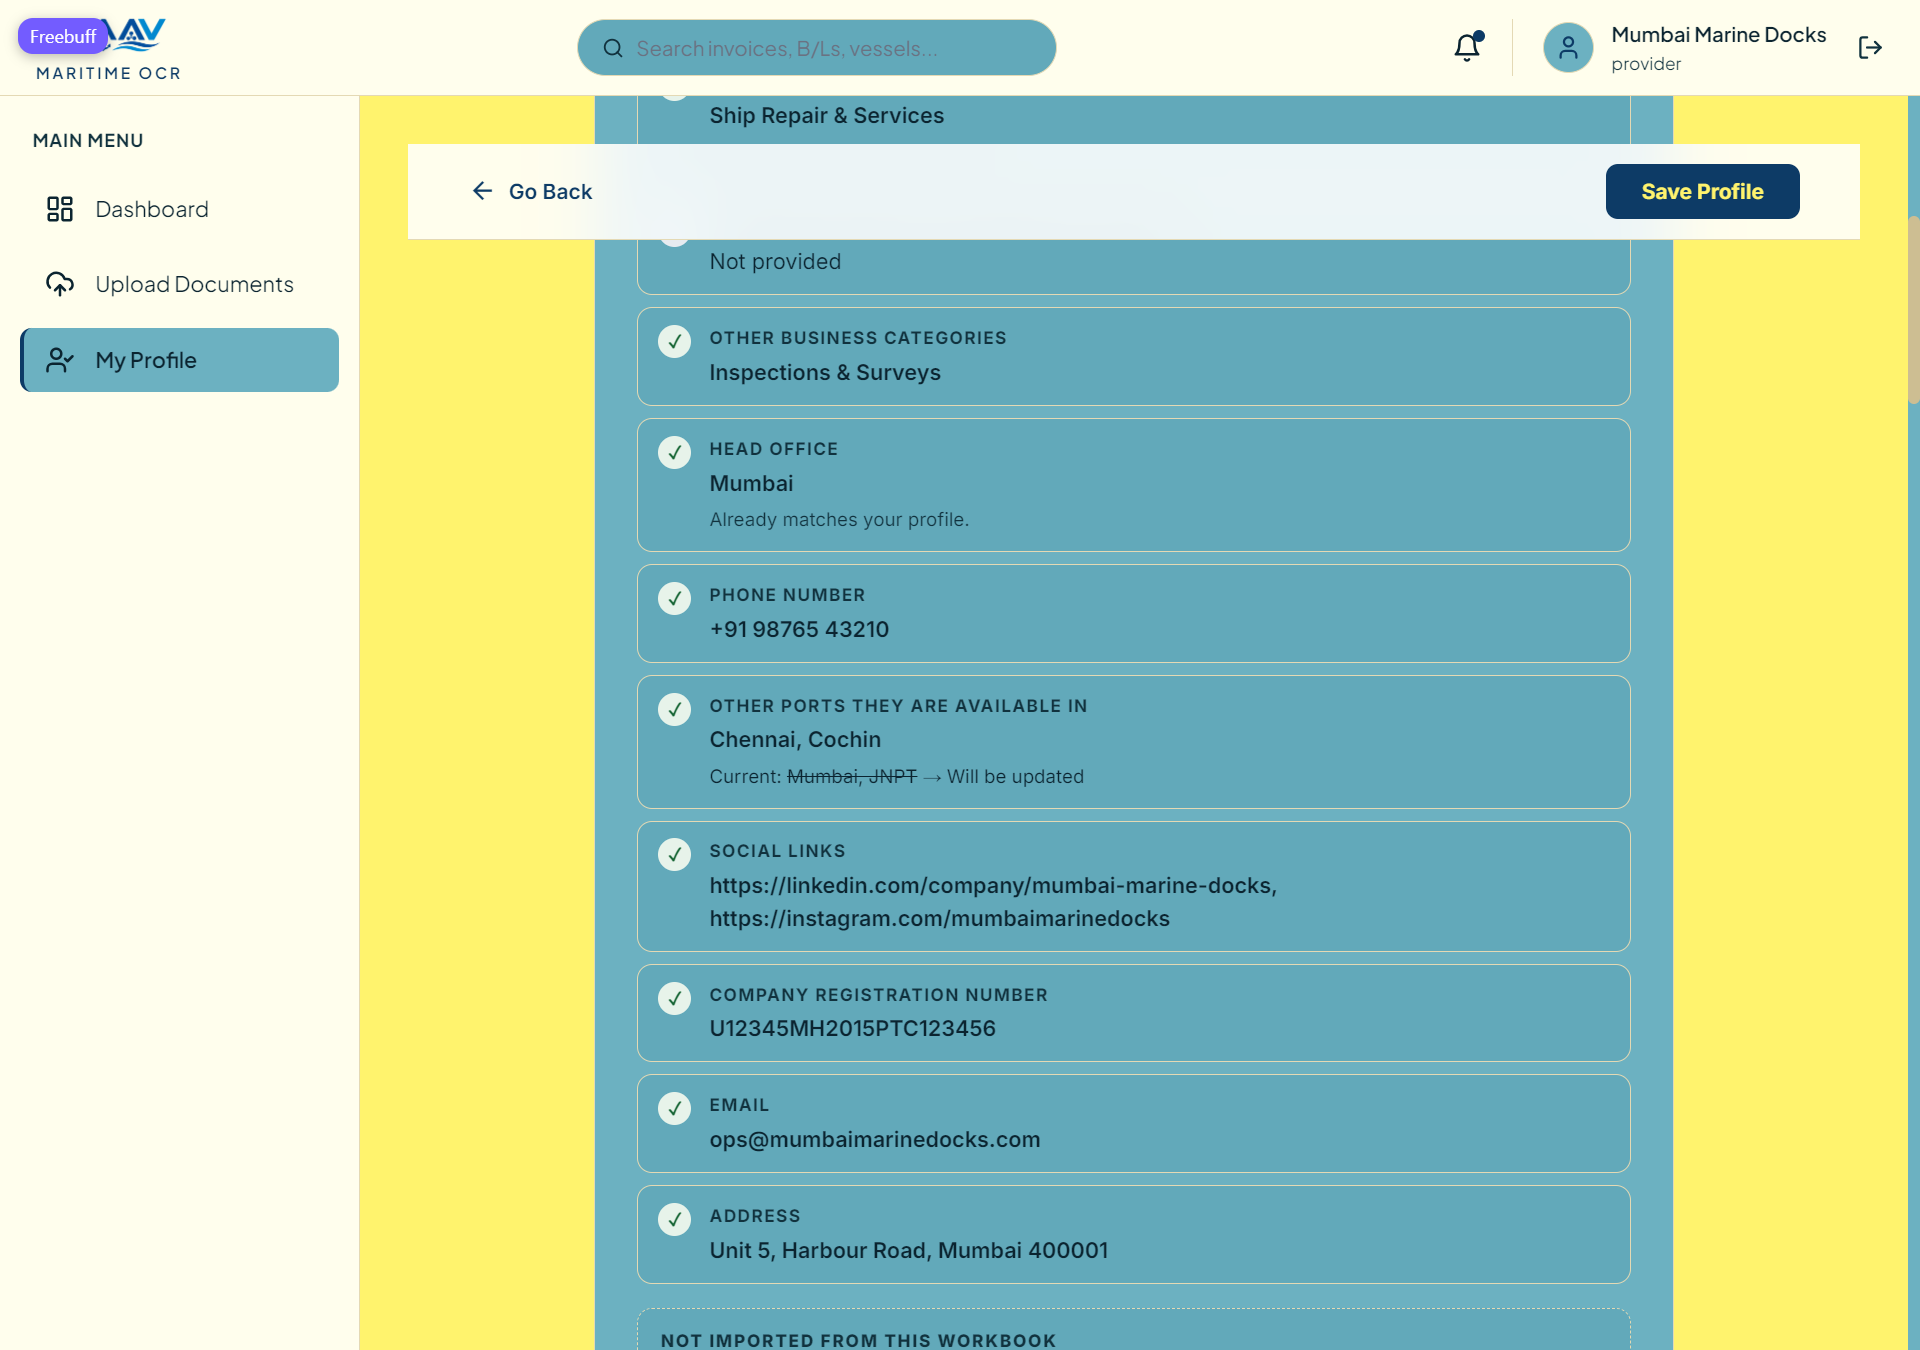 Freebuff
MARITIME OCR
Search invoices, B/Ls, vessels...
Mumbai Marine Docks
provider
MAIN MENU
Dashboard
Upload Documents
My Profile
Ship Repair & Services
Go Back
Save Profile
Not provided
✓
OTHER BUSINESS CATEGORIES
Inspections & Surveys
✓
HEAD OFFICE
Mumbai
Already matches your profile.
✓
PHONE NUMBER
+91 98765 43210
✓
OTHER PORTS THEY ARE AVAILABLE IN
Chennai, Cochin
Current: Mumbai, JNPT → Will be updated
✓
SOCIAL LINKS
https://linkedin.com/company/mumbai-marine-docks,
https://instagram.com/mumbaimarinedocks
✓
COMPANY REGISTRATION NUMBER
U12345MH2015PTC123456
✓
EMAIL
ops@mumbaimarinedocks.com
✓
ADDRESS
Unit 5, Harbour Road, Mumbai 400001
NOT IMPORTED FROM THIS WORKBOOK